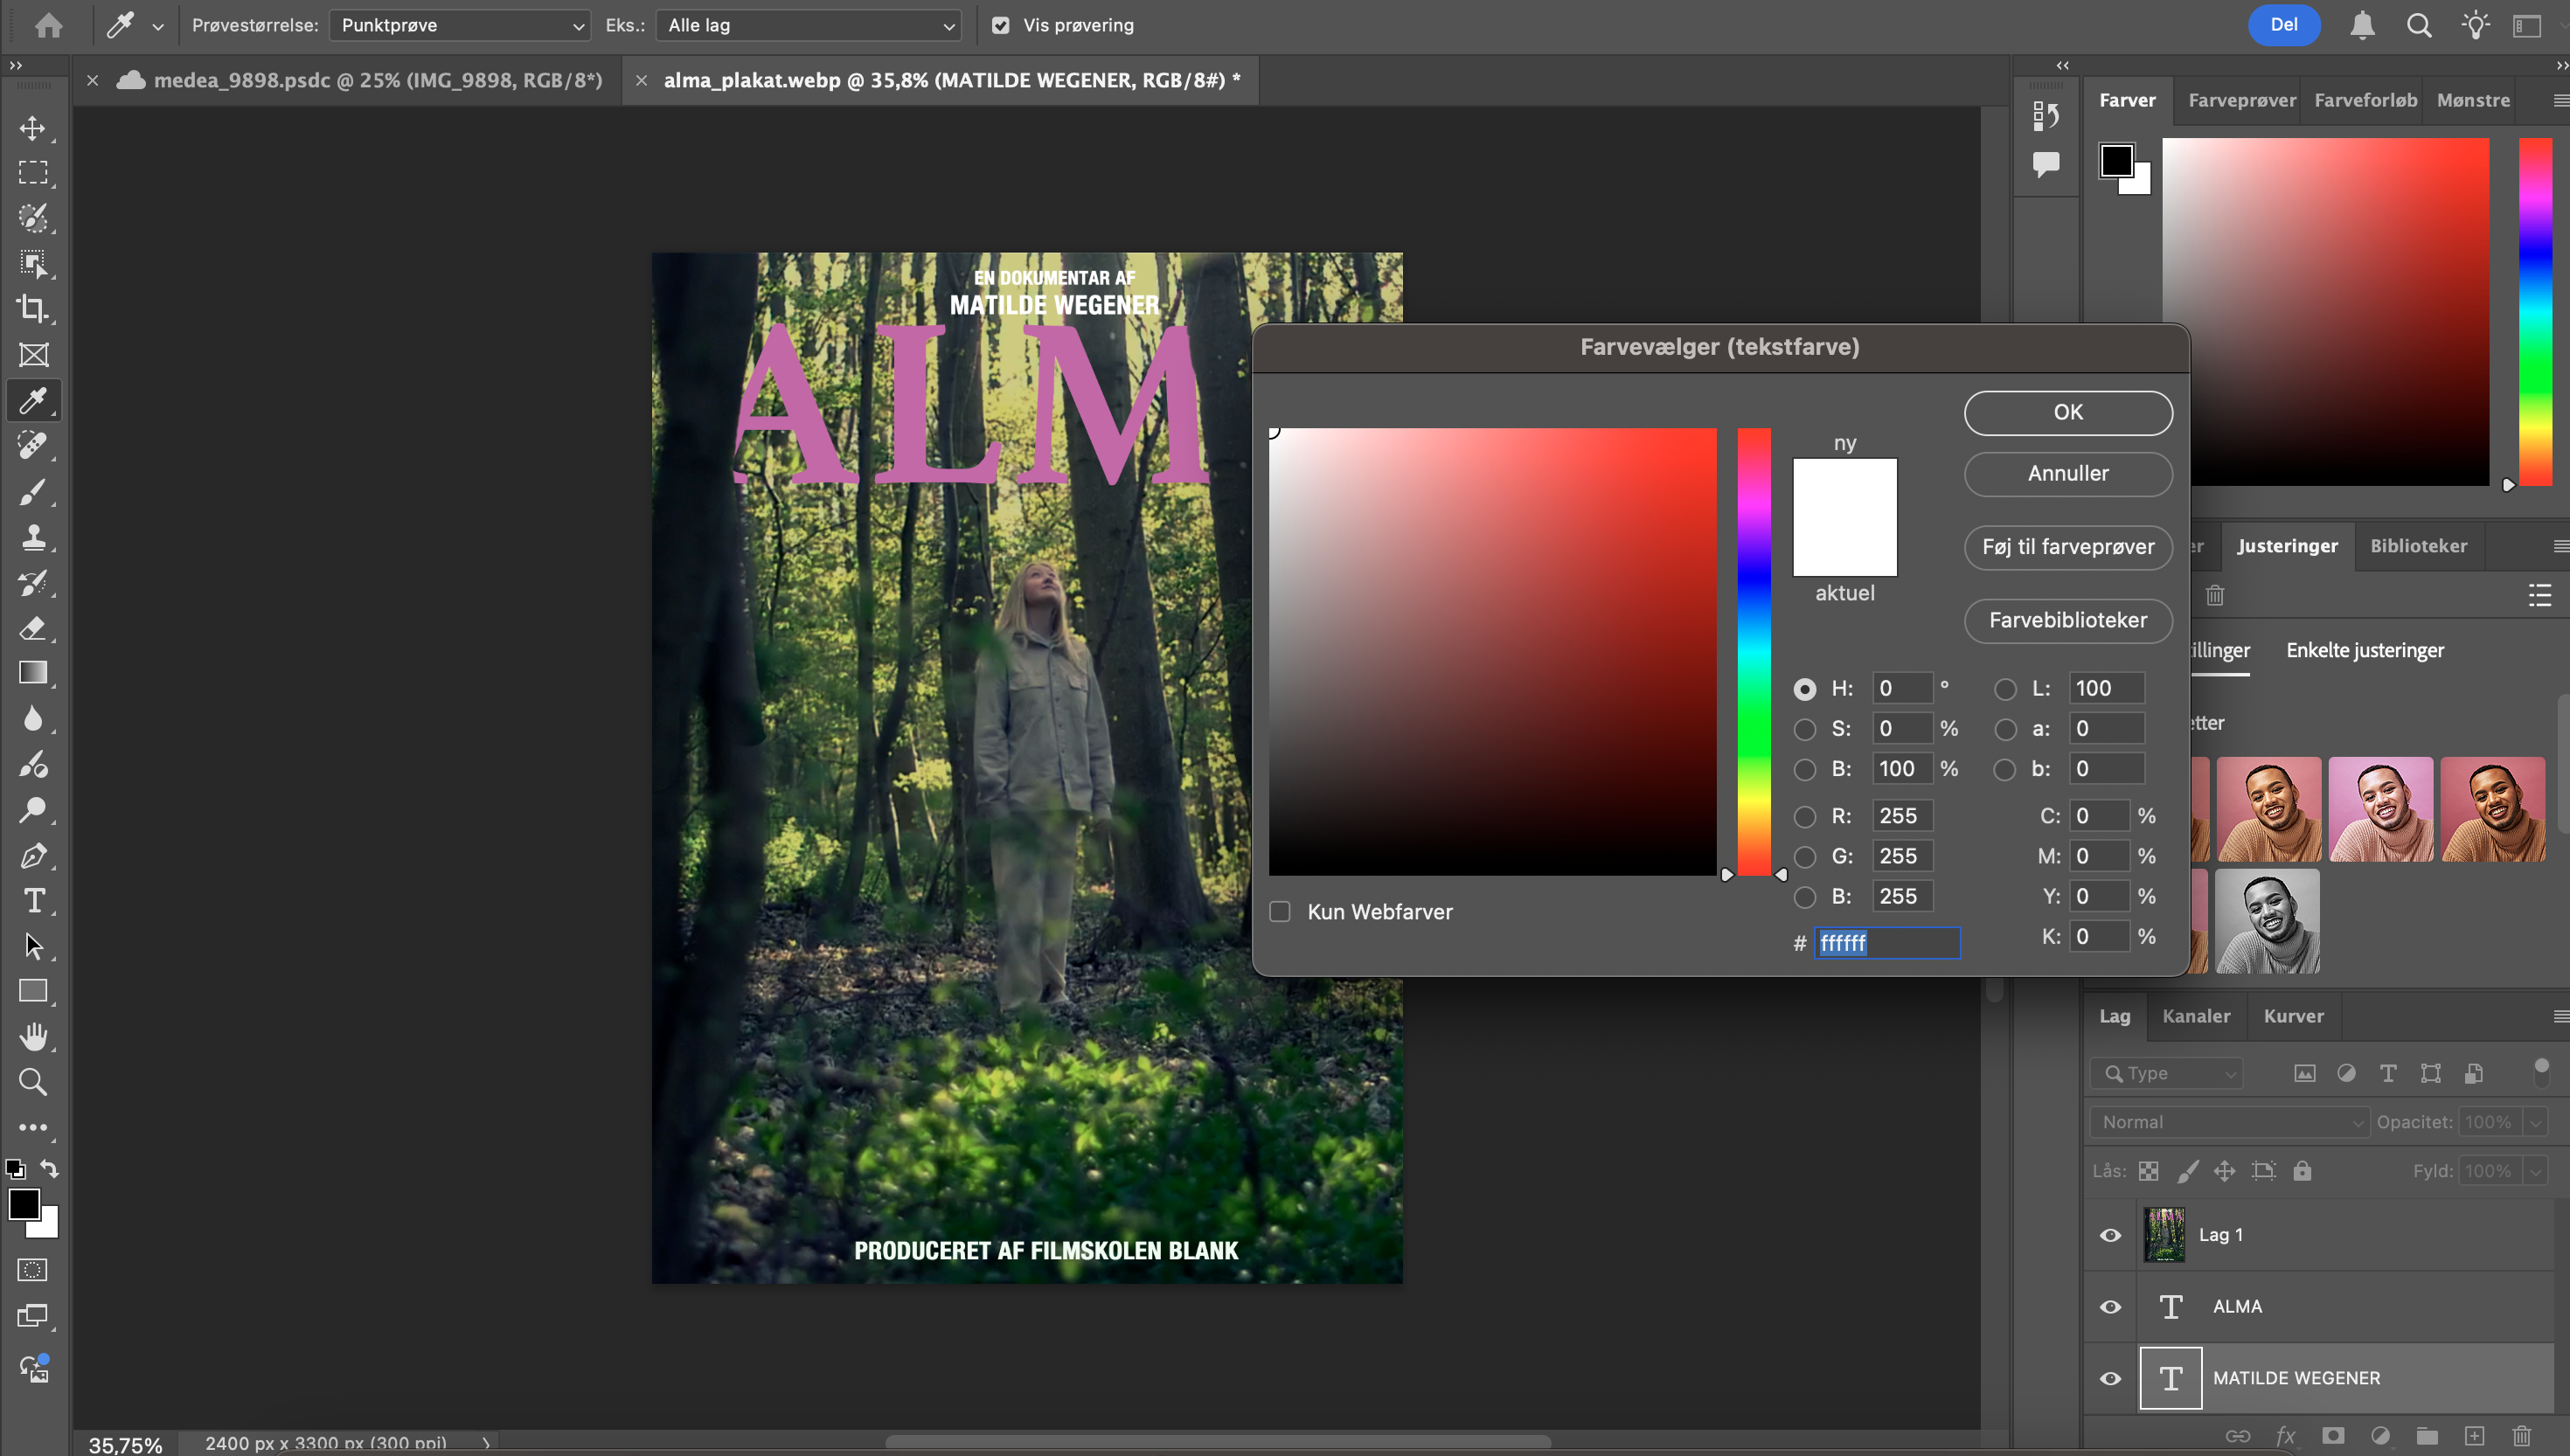 Prøvestørrelse: Punktprøve Eks.: Alle lag Vis prøvering Del
medea_9898.psdc @ 25% (IMG_9898, RGB/8*) alma_plakat.webp @ 35,8% (MATILDE WEGENER, RGB/8#) *
Farver Farveprøver Farveforløb Mønstre
EN DOKUMENTAR AF
MATILDE WEGENER
ALM
PRODUCERET AF FILMSKOLEN BLANK
Farvevælger (tekstfarve)
ny
aktuel
OK
Annuller
Føj til farveprøver
Farvebiblioteker
H: 0 ° L: 100
S: 0 % a: 0
B: 100 % b: 0
R: 255 C: 0 %
G: 255 M: 0 %
B: 255 Y: 0 %
# ffffff K: 0 %
Kun Webfarver
er Justeringer Biblioteker
illinger Enkelte justeringer
etter
Lag Kanaler Kurver
Type
Normal Opacitet: 100%
Lås: Fyld: 100%
Lag 1
T ALMA
T MATILDE WEGENER
fx
35,75% 2400 px x 3300 px (300 ppi)